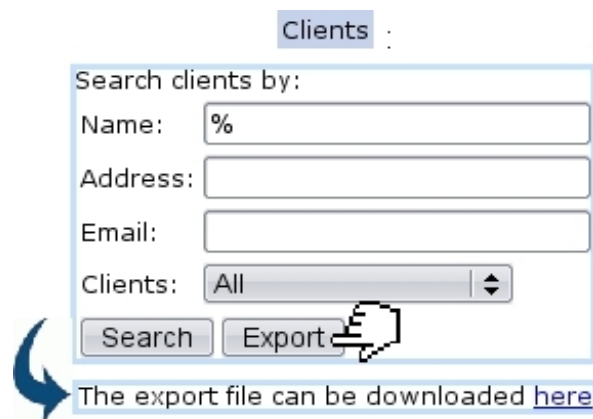 Clients :
Search clients by:
Name: %
Address:
Email:
Clients: All
Search Export
The export file can be downloaded here